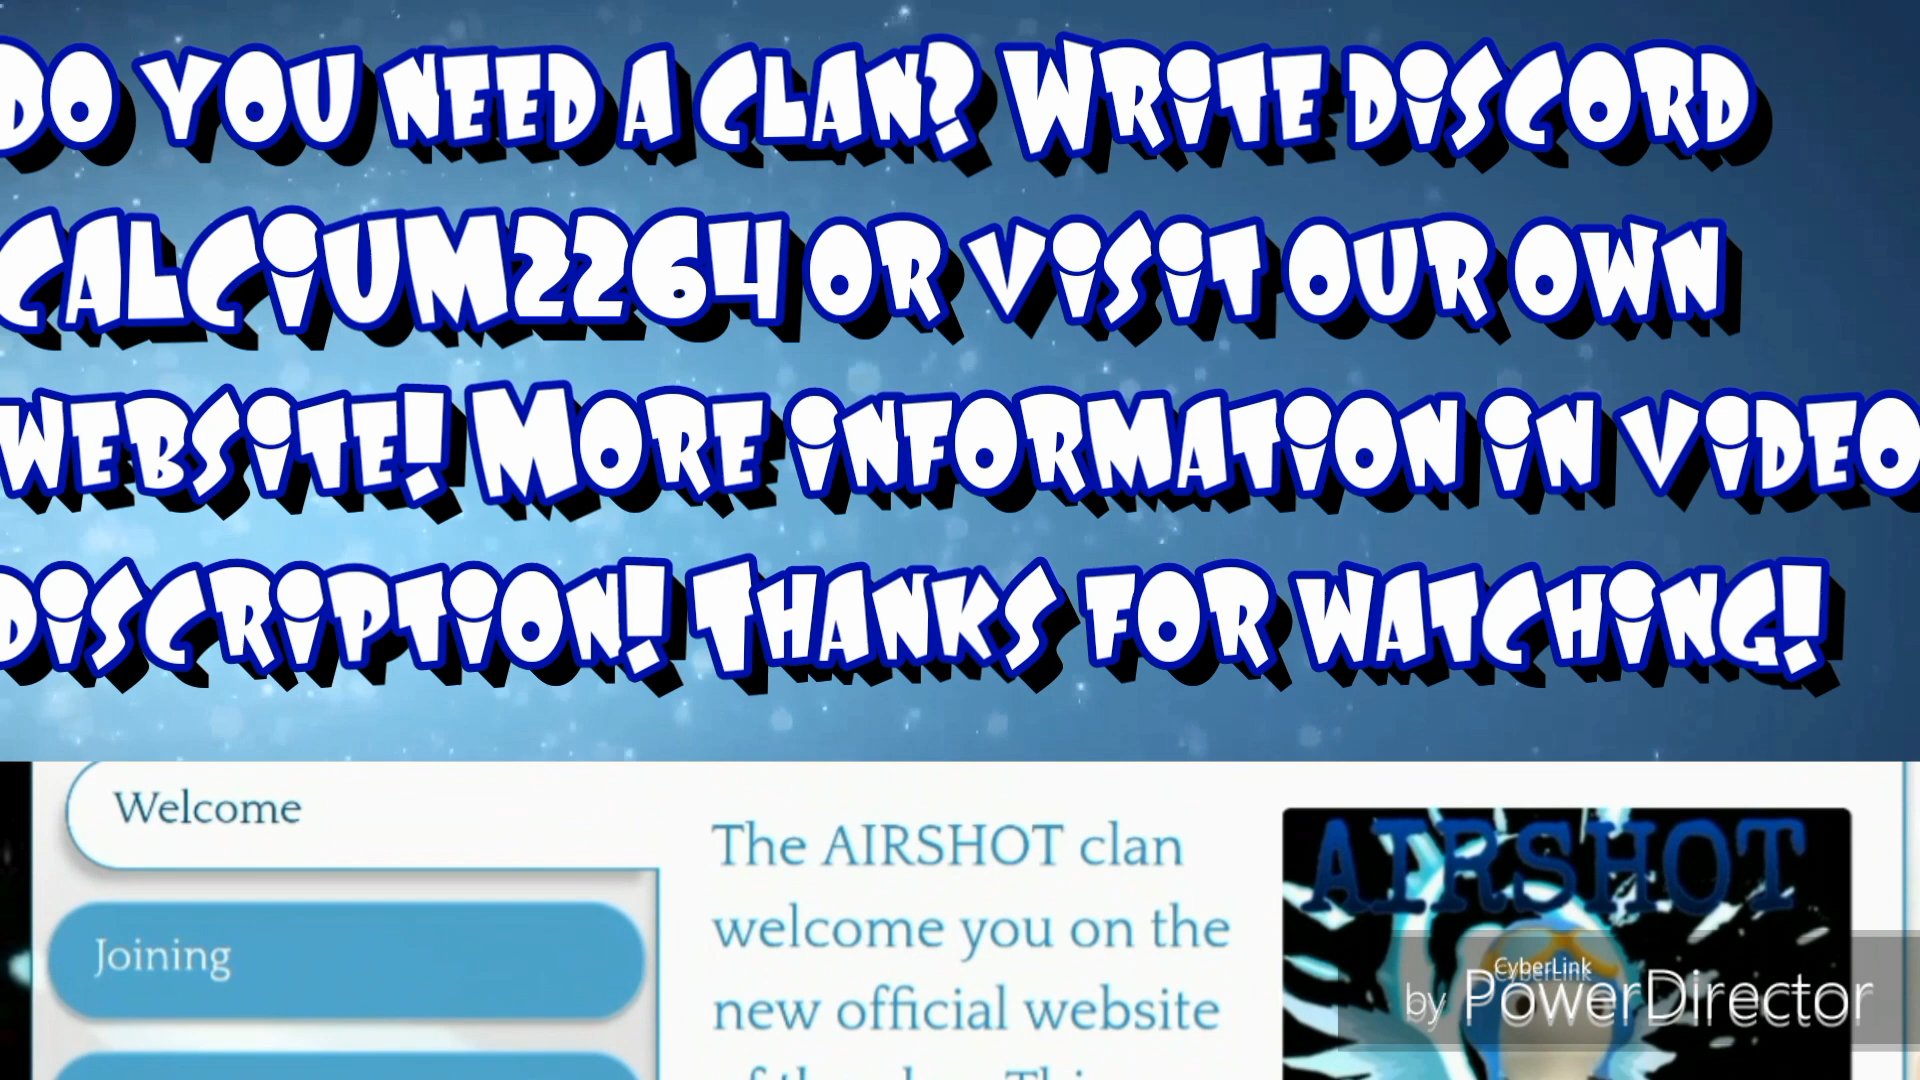 Do you need a clan? Write discord
Calcium2264 or visit our own
website! More information in video
discription! Thanks for watching!
Welcome
Joining
The AIRSHOT clan
welcome you on the
new official website
AIRSHOT
CyberLink
by PowerDirector